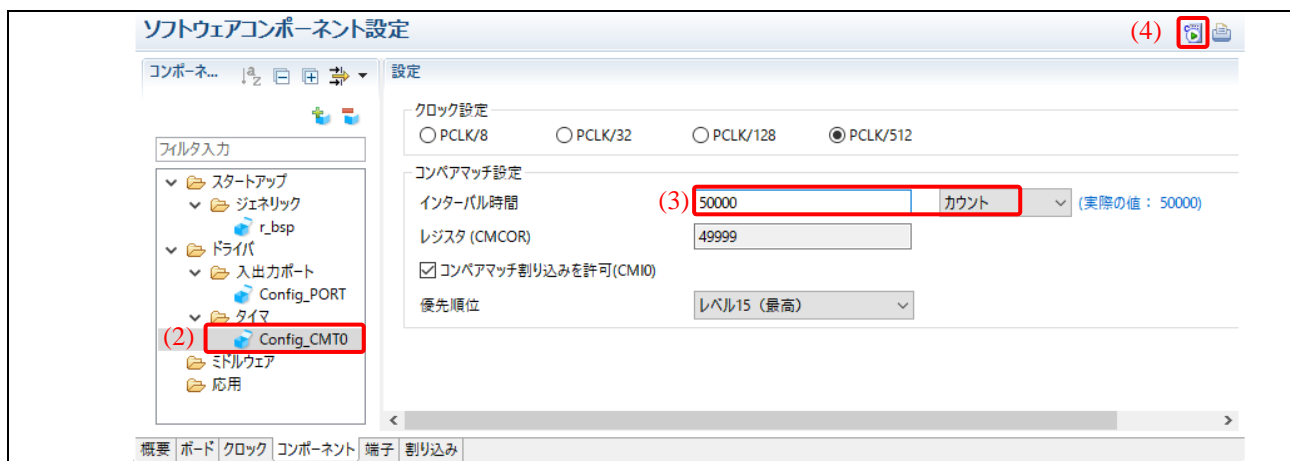 ソフトウェアコンポーネント設定
(4)
コンポーネ...
設定
フィルタ入力
スタートアップ
ジェネリック
r_bsp
ドライバ
入出力ポート
Config_PORT
タイマ
(2) Config_CMT0
ミドルウェア
応用
クロック設定
PCLK/8 PCLK/32 PCLK/128 PCLK/512
コンペアマッチ設定
インターバル時間 (3) 50000 カウント (実際の値： 50000)
レジスタ (CMCOR) 49999
コンペアマッチ割り込みを許可(CMI0)
優先順位 レベル15（最高）
概要 ボード クロック コンポーネント 端子 割り込み